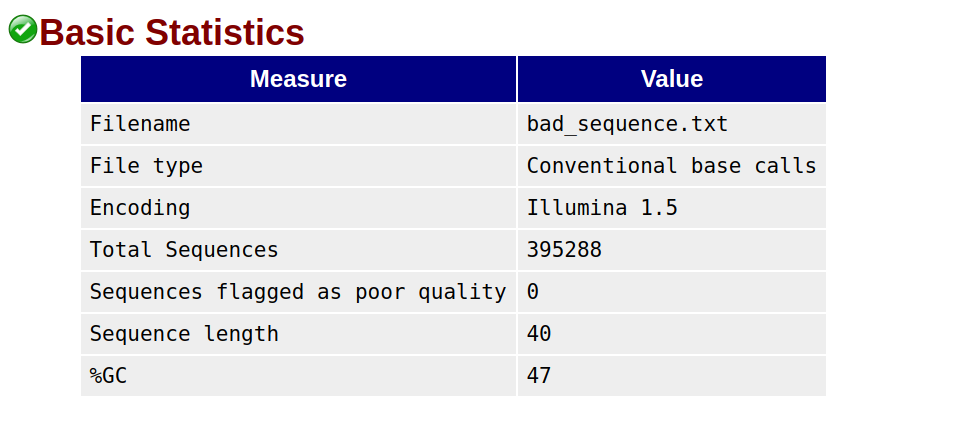 Basic Statistics
Measure Value
Filename bad_sequence.txt
File type Conventional base calls
Encoding Illumina 1.5
Total Sequences 395288
Sequences flagged as poor quality 0
Sequence length 40
%GC 47